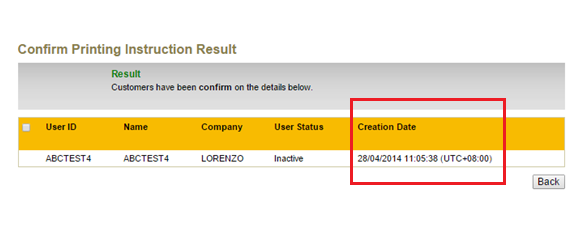 Confirm Printing Instruction Result
Result
Customers have been confirm on the details below.
User ID Name Company User Status Creation Date
ABCTEST4 ABCTEST4 LORENZO Inactive 28/04/2014 11:05:38 (UTC+08:00)
Back